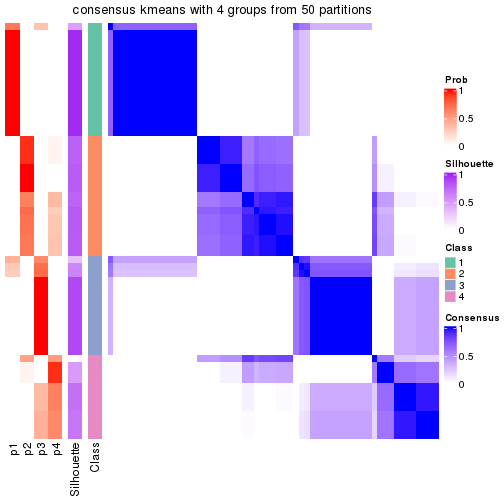 consensus kmeans with 4 groups from 50 partitions
Prob
1
0.5
0
Silhouette
1
0.5
0
Class
1
2
3
4
Consensus
1
0.5
0
p1
p2
p3
p4
Silhouette
Class